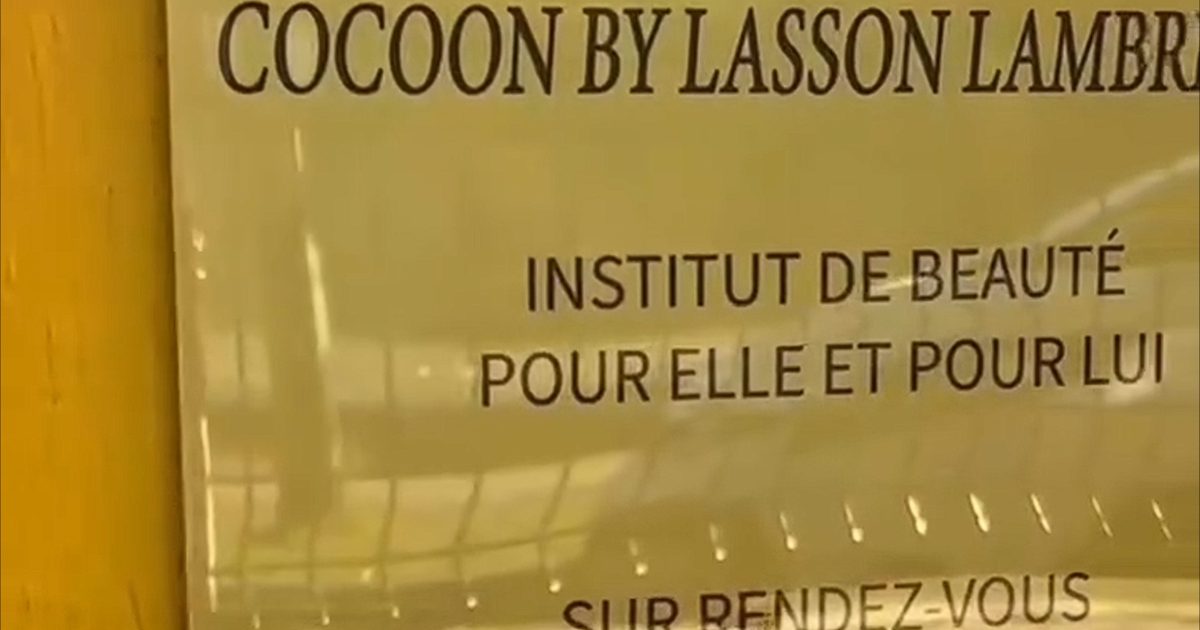 COCOON BY LASSON
INSTITUT DE BEAUTÉ
POUR ELLE ET POUR LUI
SUR RENDEZ-VOUS